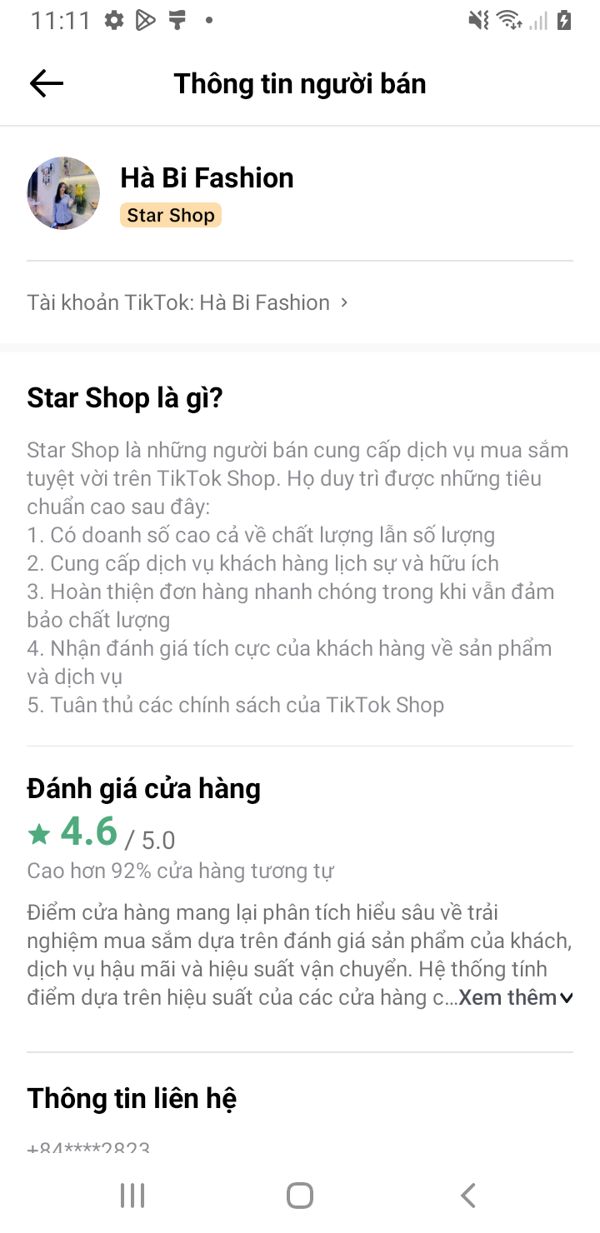 11:11
Thông tin người bán
Hà Bi Fashion
Star Shop
Tài khoản TikTok: Hà Bi Fashion
Star Shop là gì?
Star Shop là những người bán cung cấp dịch vụ mua sắm
tuyệt vời trên TikTok Shop. Họ duy trì được những tiêu
chuẩn cao sau đây:
1. Có doanh số cao cả về chất lượng lẫn số lượng
2. Cung cấp dịch vụ khách hàng lịch sự và hữu ích
3. Hoàn thiện đơn hàng nhanh chóng trong khi vẫn đảm
bảo chất lượng
4. Nhận đánh giá tích cực của khách hàng về sản phẩm
và dịch vụ
5. Tuân thủ các chính sách của TikTok Shop
Đánh giá cửa hàng
4.6 / 5.0
Cao hơn 92% cửa hàng tương tự
Điểm cửa hàng mang lại phân tích hiểu sâu về trải
nghiệm mua sắm dựa trên đánh giá sản phẩm của khách,
dịch vụ hậu mãi và hiệu suất vận chuyển. Hệ thống tính
điểm dựa trên hiệu suất của các cửa hàng c...Xem thêm
Thông tin liên hệ
+84****2823